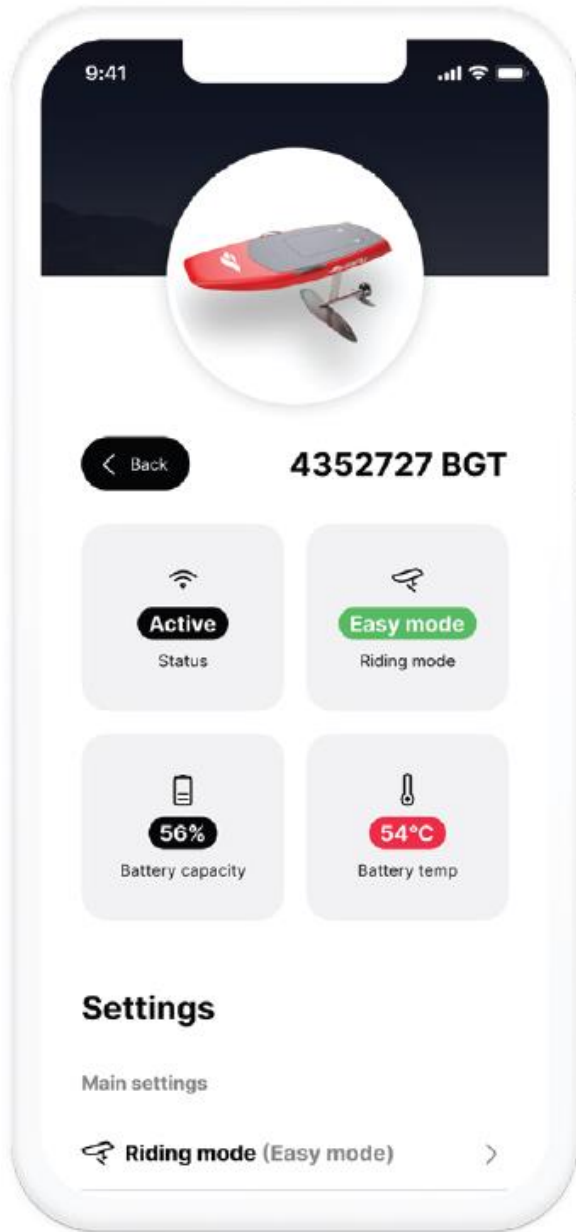 9:41
Back
4352727 BGT
Active
Status
Easy mode
Riding mode
56%
Battery capacity
54°C
Battery temp
Settings
Main settings
Riding mode (Easy mode)